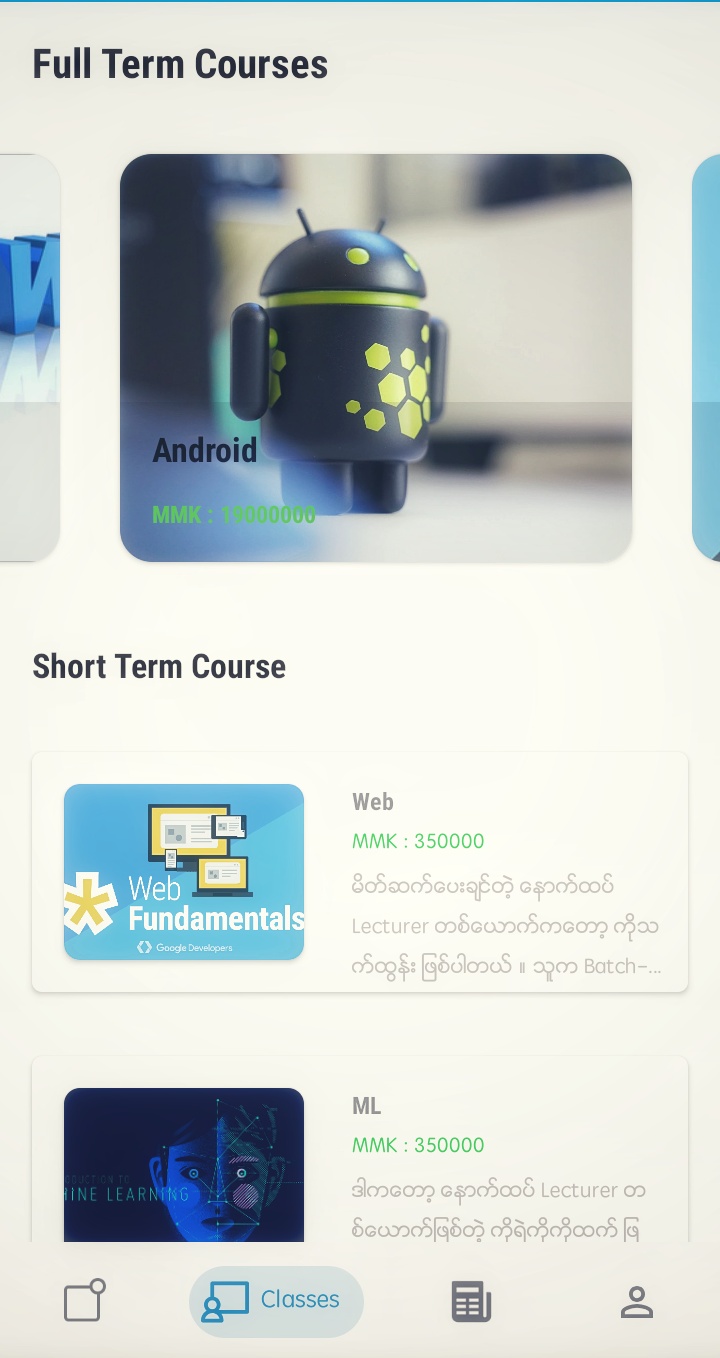 Full Term Courses
Android
MMK : 19000000
Short Term Course
Web
Fundamentals
Google Developers
Web
MMK : 350000
မိတ်ဆက်ပေးချင်တဲ့ နောက်ထပ်
Lecturer တစ်ယောက်ကတော့ ကိုသ
က်ထွန်း ဖြစ်ပါတယ် ။ သူက Batch-...
HINE LEARNING
ML
MMK : 350000
ဒါကတော့ နောက်ထပ် Lecturer တ
စ်ယောက်ဖြစ်တဲ့ ကိုရဲကိုကိုထက် ဖြ
Classes